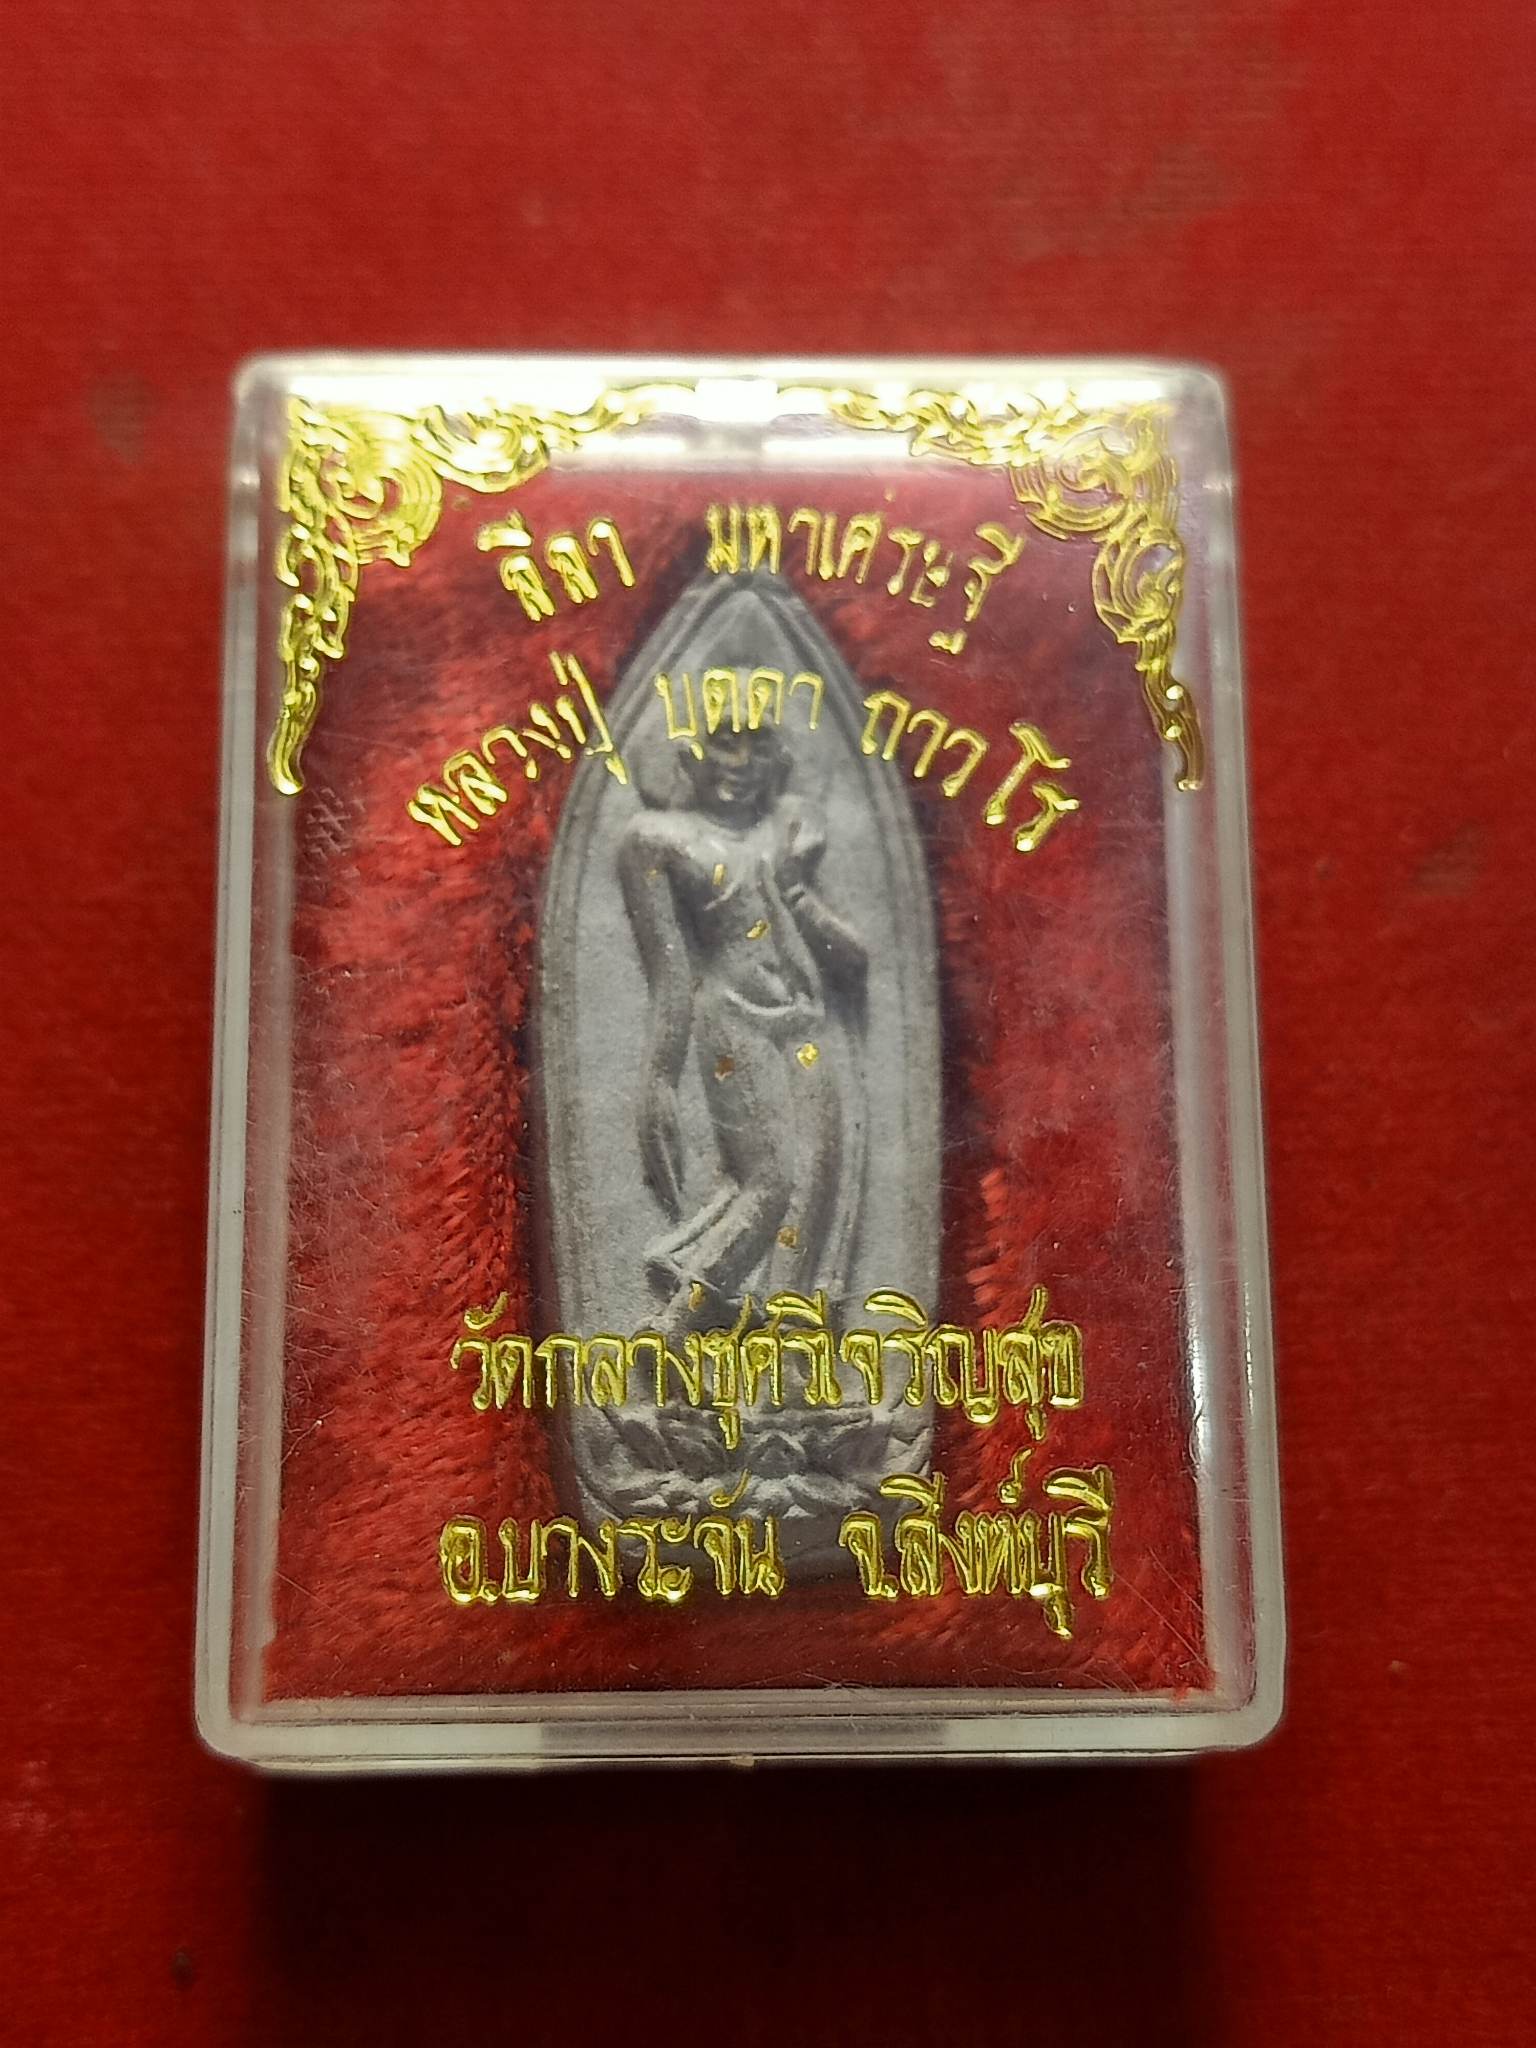 ลีลา มหาเศรษฐี
หลวงปู่ บุดดา ถาวโร
วัดกลางชูศรีเจริญสุข
อ.บางระจัน จ.สิงห์บุรี